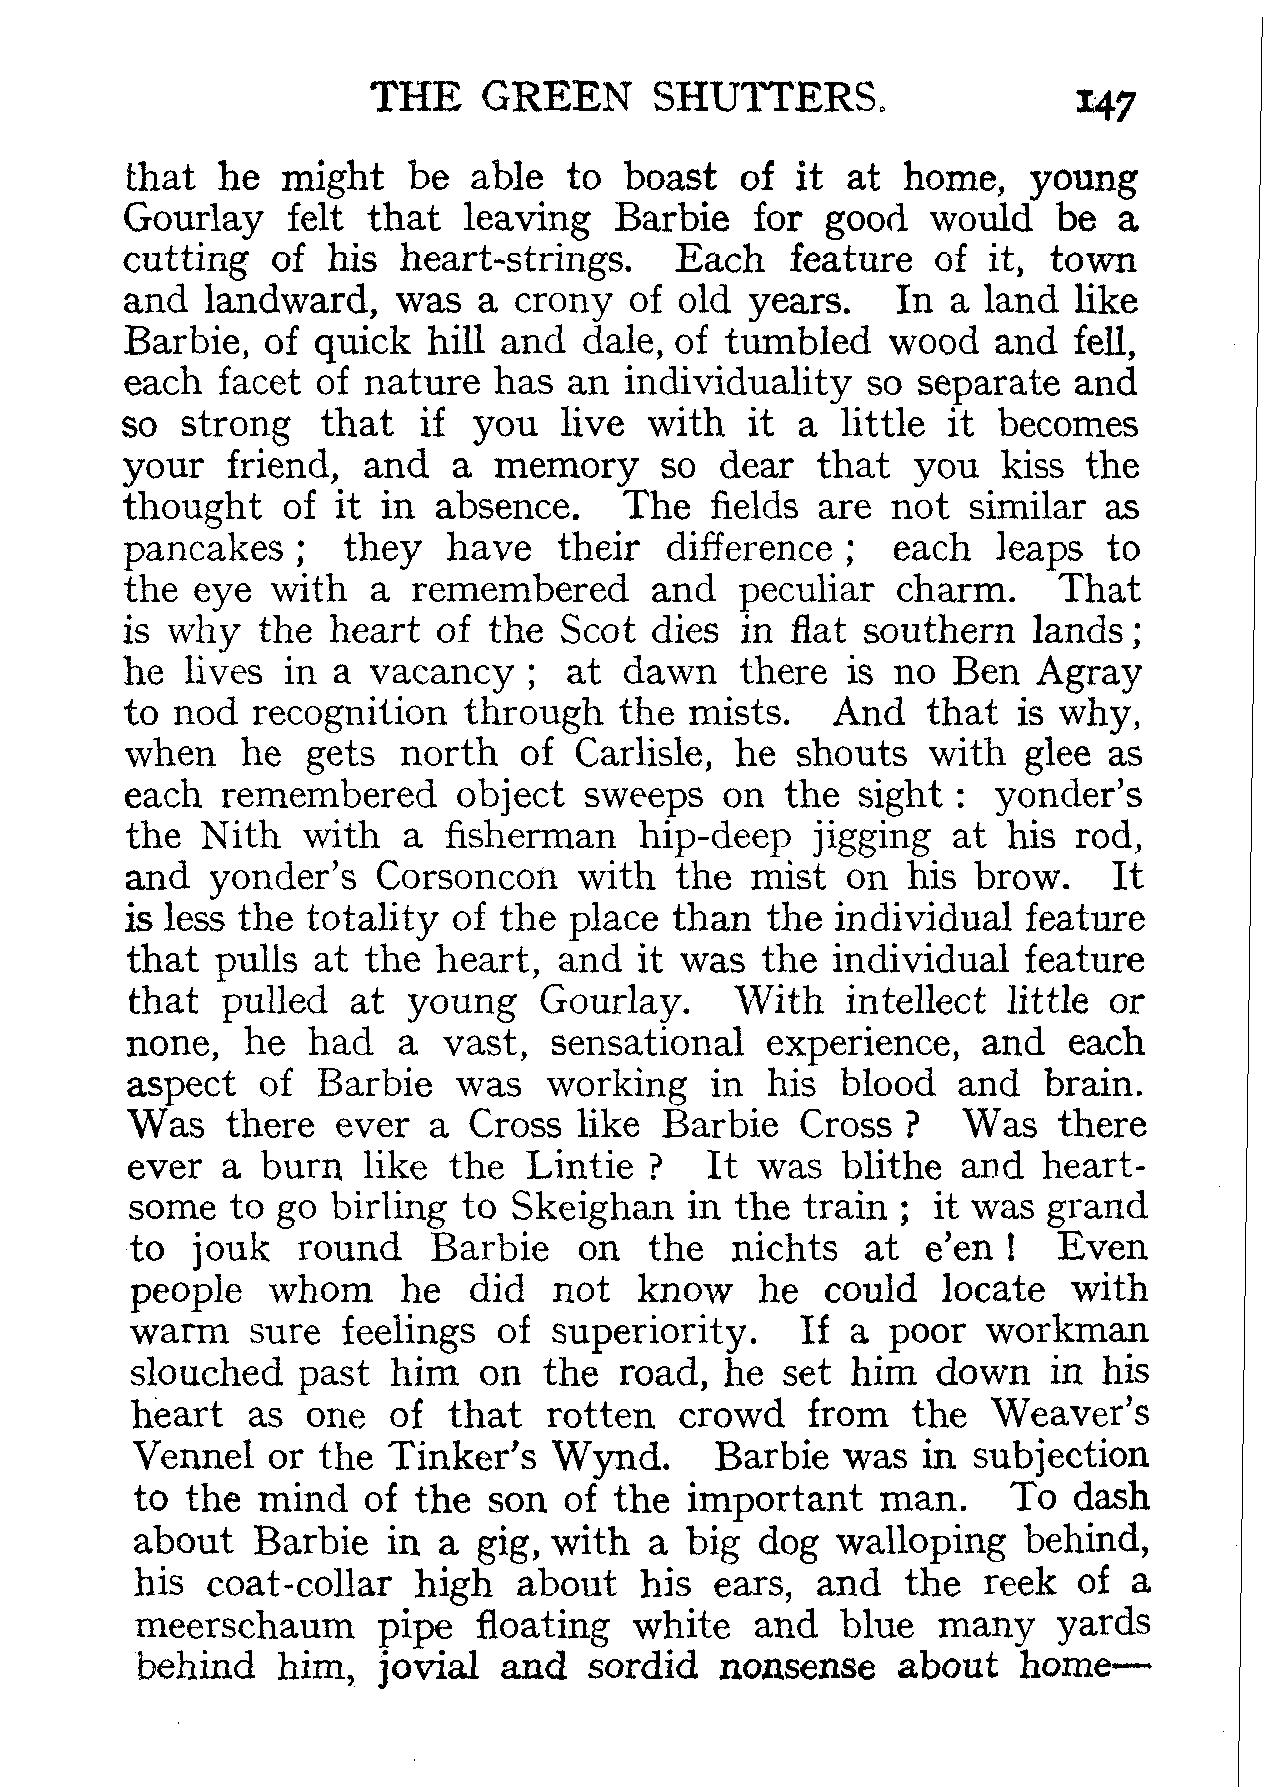 THE GREEN SHUTTERS. 147
that he might be able to boast of it at home, young
Gourlay felt that leaving Barbie for good would be a
cutting of his heart-strings. Each feature of it, town
and landward, was a crony of old years. In a land like
Barbie, of quick hill and dale, of tumbled wood and fell,
each facet of nature has an individuality so separate and
so strong that if you live with it a little it becomes
your friend, and a memory so dear that you kiss the
thought of it in absence. The fields are not similar as
pancakes ; they have their difference ; each leaps to
the eye with a remembered and peculiar charm. That
is why the heart of the Scot dies in flat southern lands ;
he lives in a vacancy ; at dawn there is no Ben Agray
to nod recognition through the mists. And that is why,
when he gets north of Carlisle, he shouts with glee as
each remembered object sweeps on the sight : yonder's
the Nith with a fisherman hip-deep jigging at his rod,
and yonder's Corsoncon with the mist on his brow. It
is less the totality of the place than the individual feature
that pulls at the heart, and it was the individual feature
that pulled at young Gourlay. With intellect little or
none, he had a vast, sensational experience, and each
aspect of Barbie was working in his blood and brain.
Was there ever a Cross like Barbie Cross ? Was there
ever a burn like the Lintie ? It was blithe and heart-
some to go birling to Skeighan in the train ; it was grand
to jouk round Barbie on the nichts at e'en ! Even
people whom he did not know he could locate with
warm sure feelings of superiority. If a poor workman
slouched past him on the road, he set him down in his
heart as one of that rotten crowd from the Weaver's
Vennel or the Tinker's Wynd. Barbie was in subjection
to the mind of the son of the important man. To dash
about Barbie in a gig, with a big dog walloping behind,
his coat-collar high about his ears, and the reek of a
meerschaum pipe floating white and blue many yards
behind him, jovial and sordid nonsense about home—